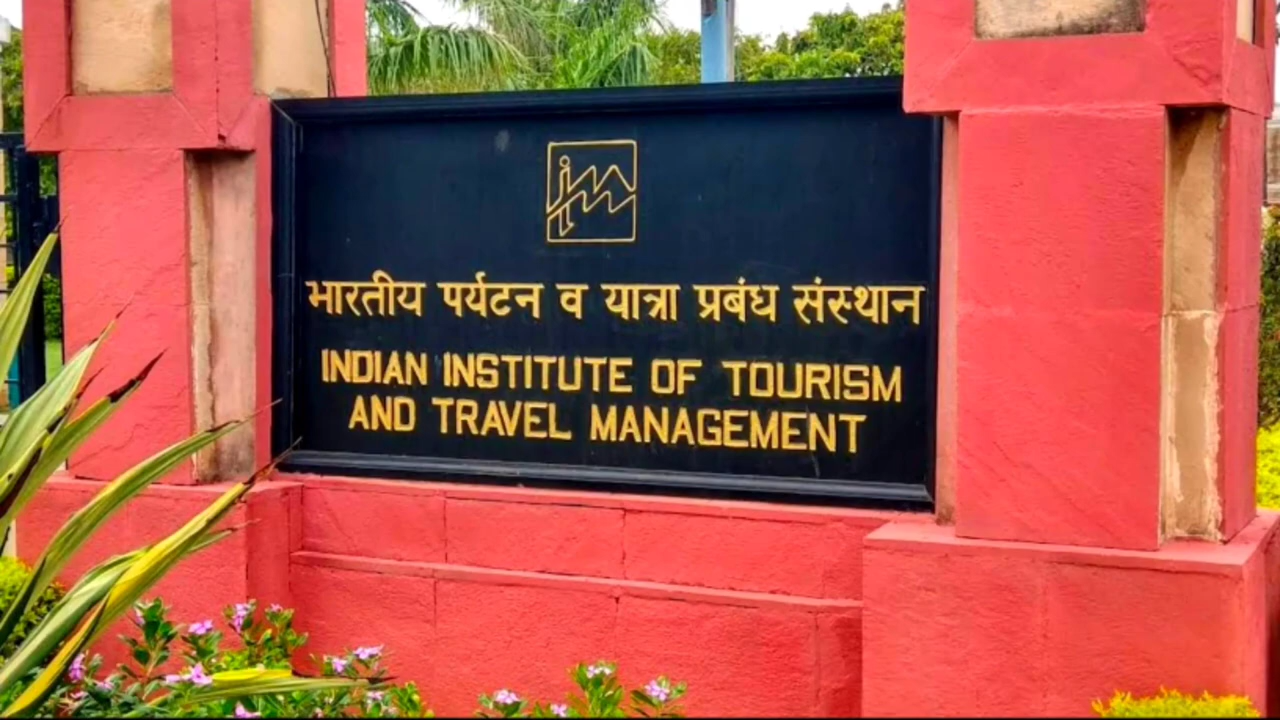 भारतीय पर्यटन व यात्रा प्रबंध संस्थान
INDIAN INSTITUTE OF TOURISM
AND TRAVEL MANAGEMENT